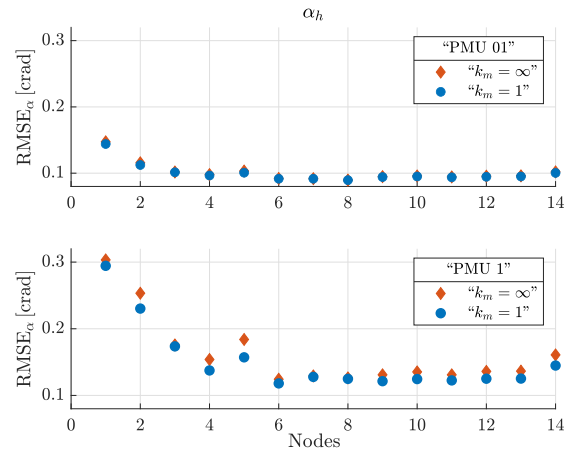 α_h
RMSE_α [crad]
0.3
0.2
0.1
0 2 4 6 8 10 12 14
“PMU 01”
“k_m = ∞”
“k_m = 1”
RMSE_α [crad]
0.3
0.2
0.1
0 2 4 6 8 10 12 14
“PMU 1”
“k_m = ∞”
“k_m = 1”
Nodes